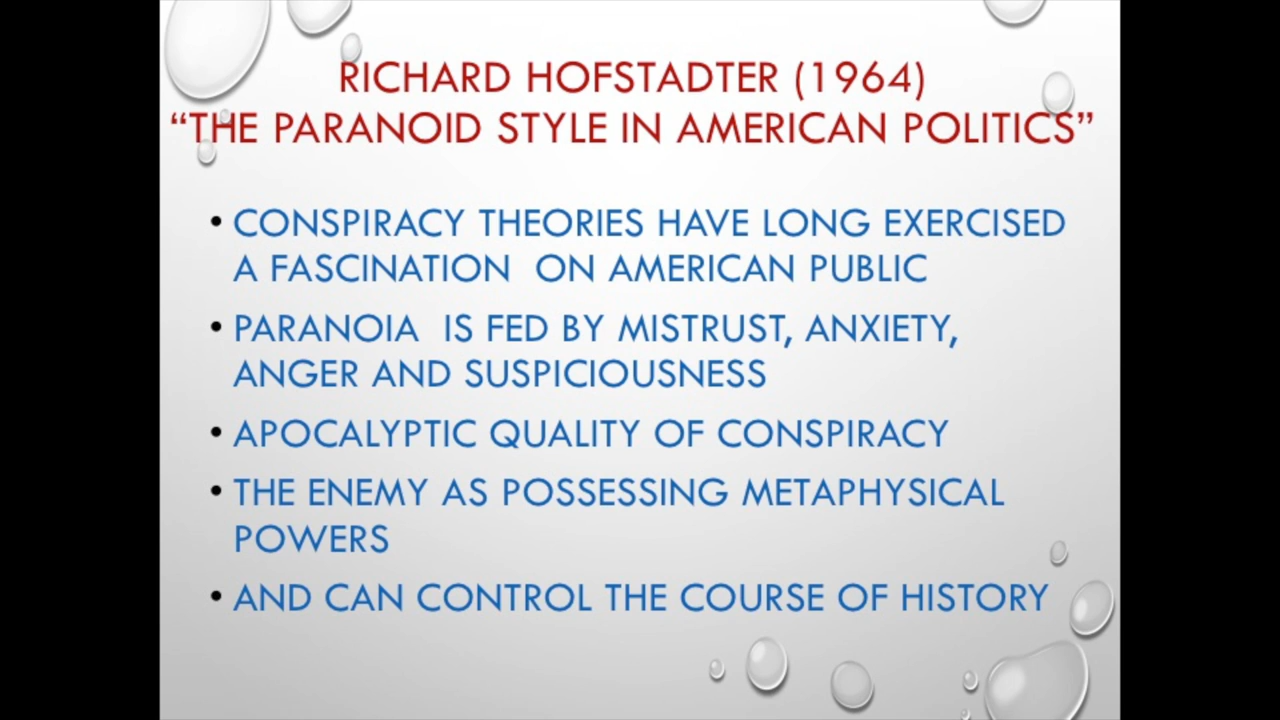 RICHARD HOFSTADTER (1964)
“THE PARANOID STYLE IN AMERICAN POLITICS”
• CONSPIRACY THEORIES HAVE LONG EXERCISED
A FASCINATION ON AMERICAN PUBLIC
• PARANOIA IS FED BY MISTRUST, ANXIETY,
ANGER AND SUSPICIOUSNESS
• APOCALYPTIC QUALITY OF CONSPIRACY
• THE ENEMY AS POSSESSING METAPHYSICAL
POWERS
• AND CAN CONTROL THE COURSE OF HISTORY